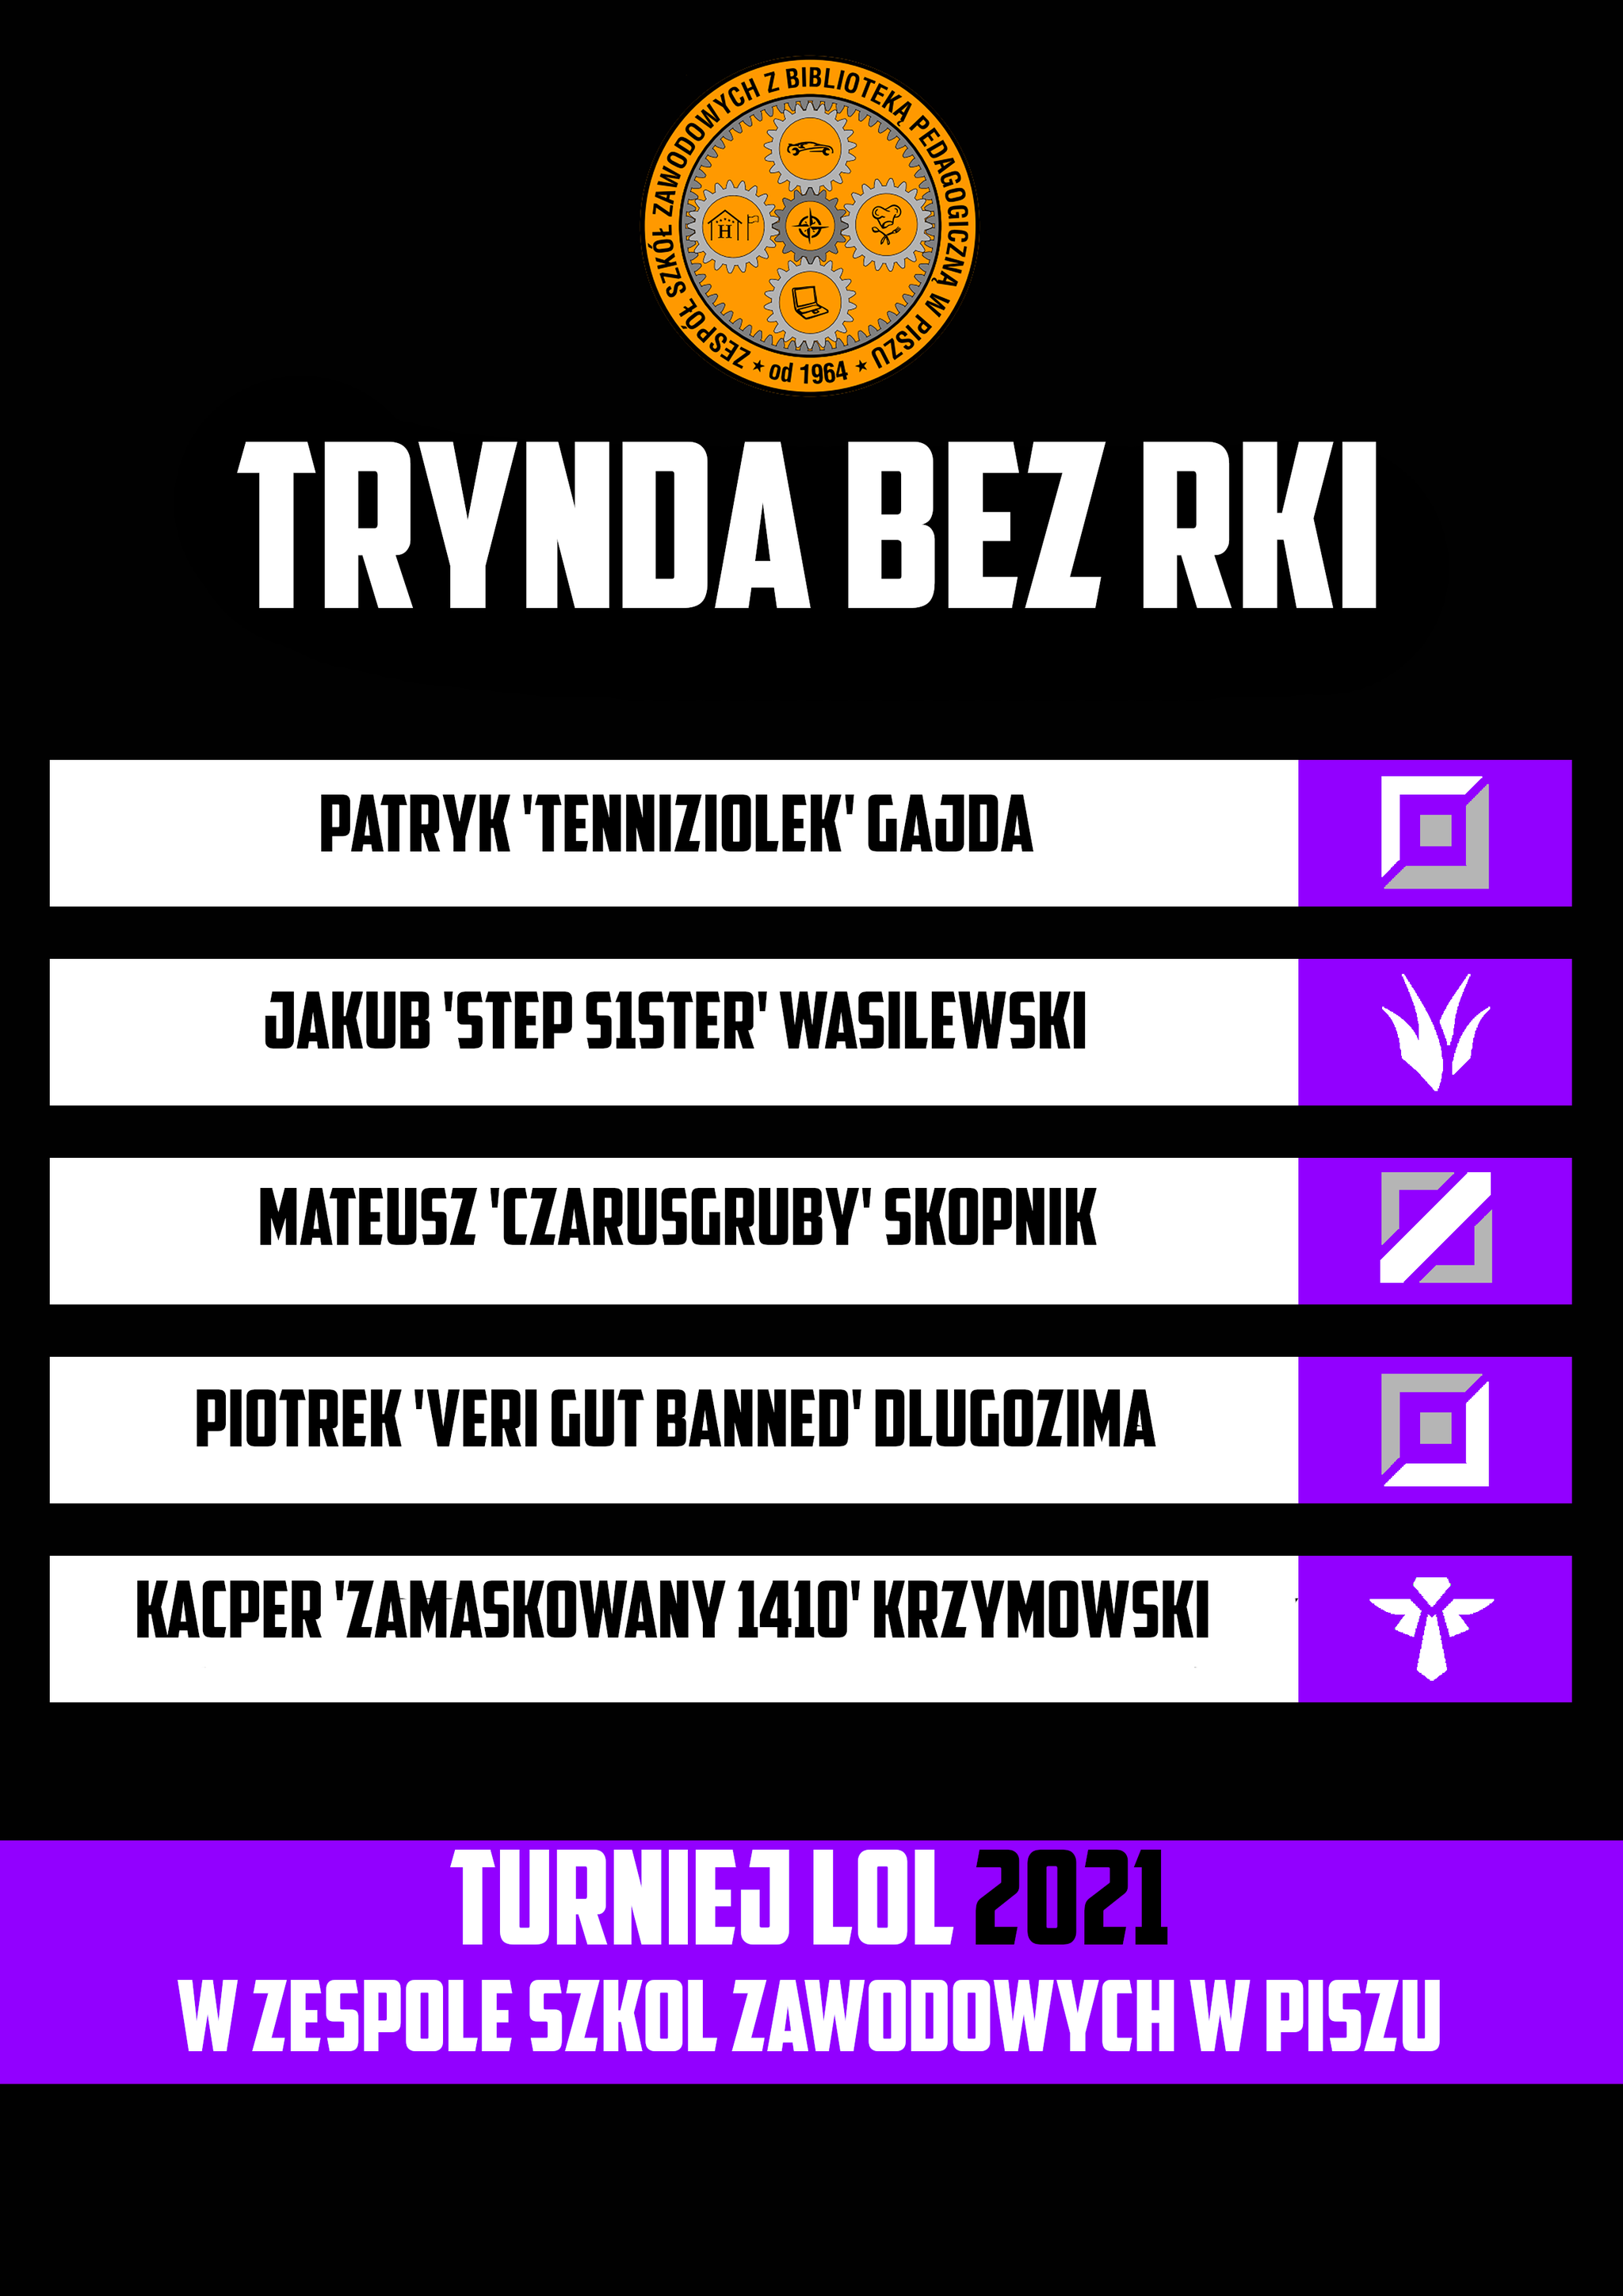 ZESPÓŁ SZKÓŁ ZAWODOWYCH Z BIBLIOTEKĄ PEDAGOGICZNĄ W PISZU
★ od 1964 ★
H
TRYNDA BEZ RKI
PATRYK 'TENNIZIOLEK' GAJDA
JAKUB 'STEP S1STER' WASILEWSKI
MATEUSZ 'CZARUSGRUBY' SKOPNIK
PIOTREK 'VERI GUT BANNED' DLUGOZIMA
KACPER 'ZAMASKOWANY 1410' KRZYMOWSKI
TURNIEJ LOL 2021
W ZESPOLE SZKOL ZAWODOWYCH W PISZU